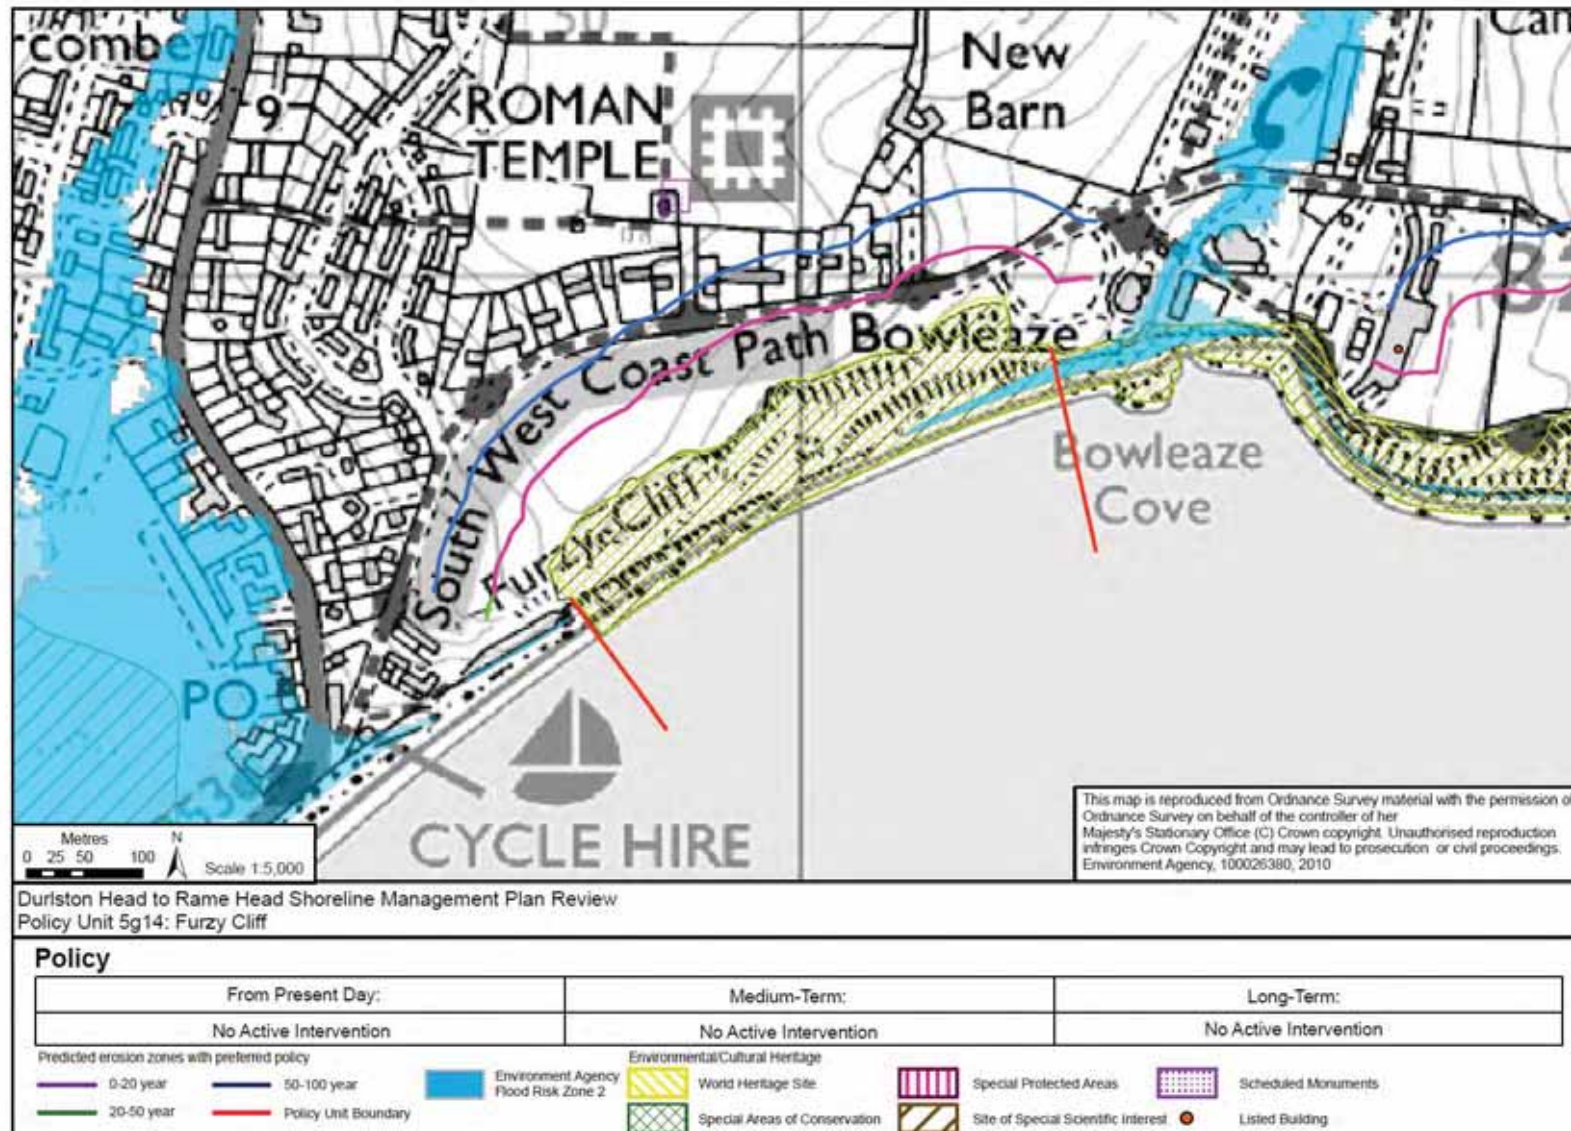 rcombe
30
9
ROMAN
TEMPLE
New
Barn
Can
82
South West Coast Path Bowleaze
Furzy Cliff
Bowleaze
Cove
PO
53
CYCLE HIRE
Metres
0 25 50 100
N
Scale 1:5,000
This map is reproduced from Ordnance Survey material with the permission of
Ordnance Survey on behalf of the controller of her
Majesty's Stationary Office (C) Crown copyright. Unauthorised reproduction
infringes Crown Copyright and may lead to prosecution or civil proceedings.
Environment Agency, 100026380, 2010
Durlston Head to Rame Head Shoreline Management Plan Review
Policy Unit 5g14: Furzy Cliff
Policy
From Present Day: Medium-Term: Long-Term:
No Active Intervention No Active Intervention No Active Intervention
Predicted erosion zones with preferred policy
0-20 year
50-100 year
20-50 year
Policy Unit Boundary
Environment Agency
Flood Risk Zone 2
Environmental/Cultural Heritage
World Heritage Site
Special Protected Areas
Scheduled Monuments
Special Areas of Conservation
Site of Special Scientific Interest
Listed Building